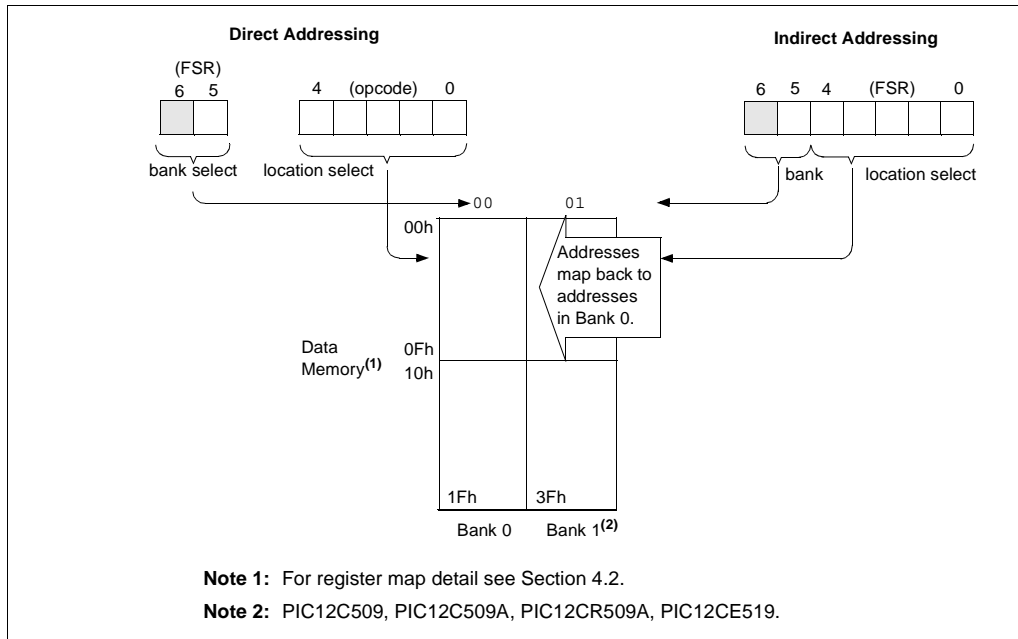 Direct Addressing
Indirect Addressing
(FSR)
6 5
4 (opcode) 0
6 5 4 (FSR) 0
bank select
location select
bank
location select
00
01
00h
Addresses
map back to
addresses
in Bank 0.
Data
Memory(1)
0Fh
10h
1Fh
3Fh
Bank 0
Bank 1(2)
Note 1: For register map detail see Section 4.2.
Note 2: PIC12C509, PIC12C509A, PIC12CR509A, PIC12CE519.